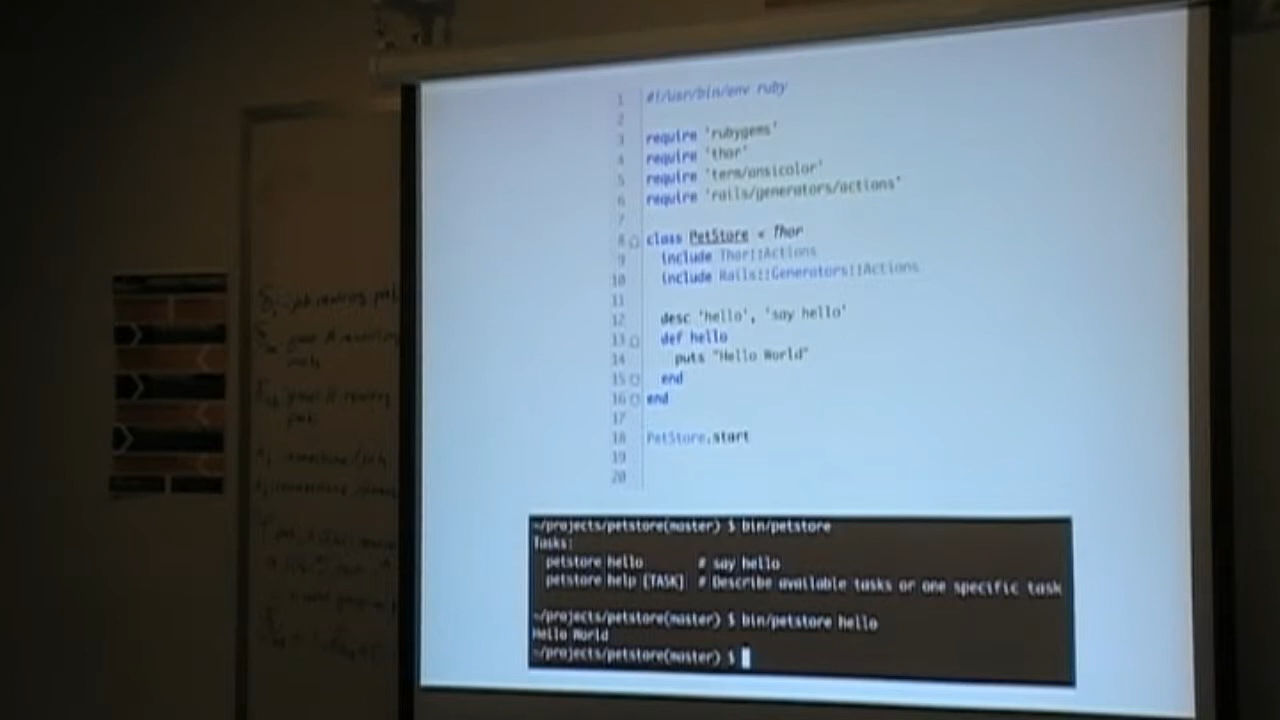 1 #!/usr/bin/env ruby
2
3 require 'rubygems'
4 require 'thor'
5 require 'term/ansicolor'
6 require 'rails/generators/actions'
7
8 class PetStore < Thor
9 include Thor::Actions
10 include Rails::Generators::Actions
11
12 desc 'hello', 'say hello'
13 def hello
14 puts "Hello World"
15 end
16 end
17
18 PetStore.start
19
20
~/projects/petstore(master) $ bin/petstore
Tasks:
petstore hello # say hello
petstore help [TASK] # Describe available tasks or one specific task
~/projects/petstore(master) $ bin/petstore hello
Hello World
~/projects/petstore(master) $